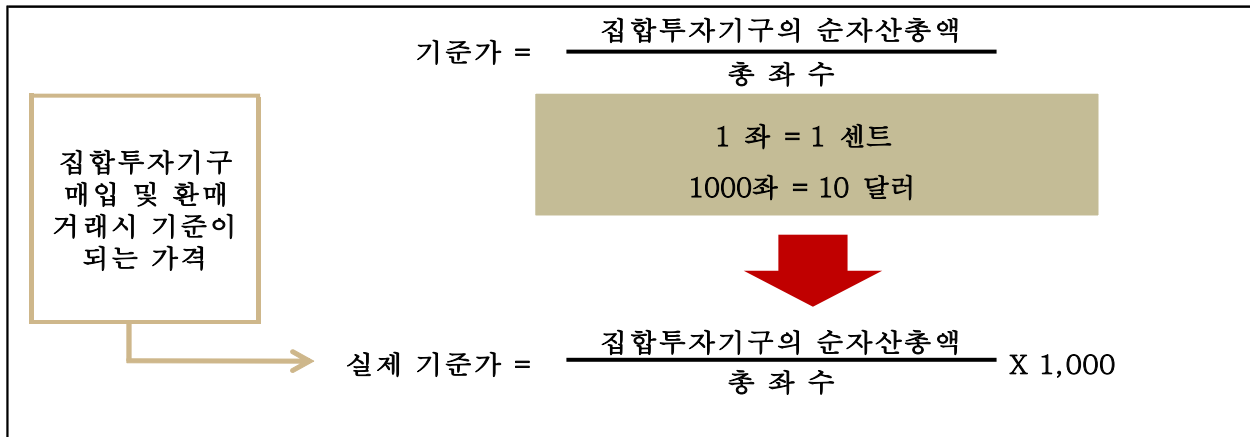 기준가 =
집합투자기구의 순자산총액
총 좌 수
1 좌 = 1 센트
1000좌 = 10 달러
집합투자기구
매입 및 환매
거래시 기준이
되는 가격
실제 기준가 =
집합투자기구의 순자산총액
총 좌 수
X 1,000